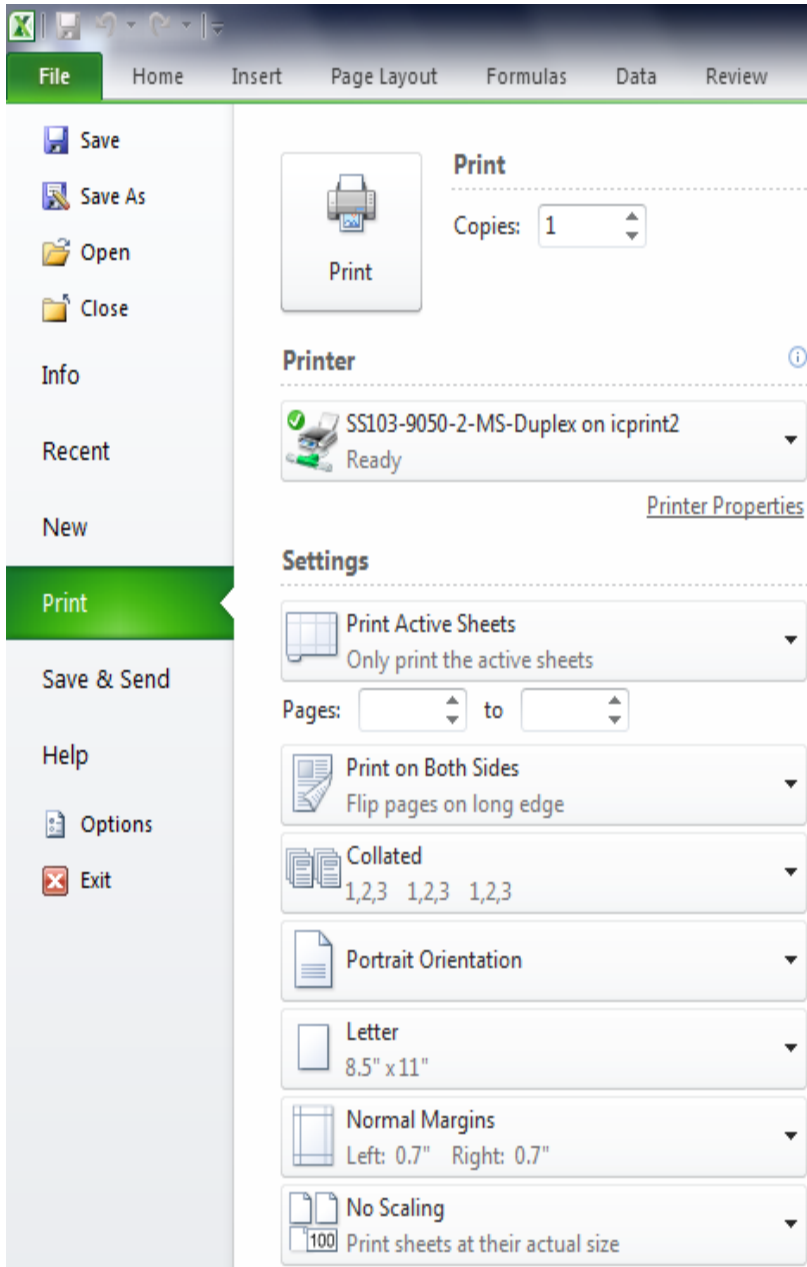 File Home Insert Page Layout Formulas Data Review
Save
Save As
Open
Close
Info
Recent
New
Print
Save & Send
Help
Options
Exit
Print
Print
Copies: 1
Printer
SS103-9050-2-MS-Duplex on icprint2
Ready
Printer Properties
Settings
Print Active Sheets
Only print the active sheets
Pages: to
Print on Both Sides
Flip pages on long edge
Collated
1,2,3 1,2,3 1,2,3
Portrait Orientation
Letter
8.5" x 11"
Normal Margins
Left: 0.7" Right: 0.7"
No Scaling
100 Print sheets at their actual size